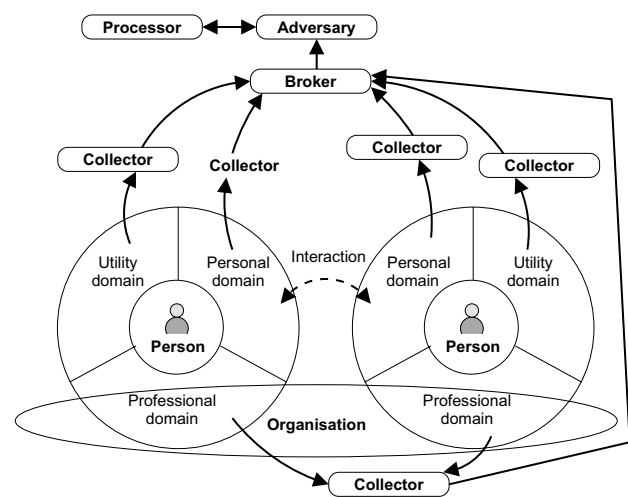 Processor
Adversary
Broker
Collector
Collector
Collector
Collector
Interaction
Utility
domain
Personal
domain
Personal
domain
Utility
domain
Person
Person
Professional
domain
Organisation
Professional
domain
Collector